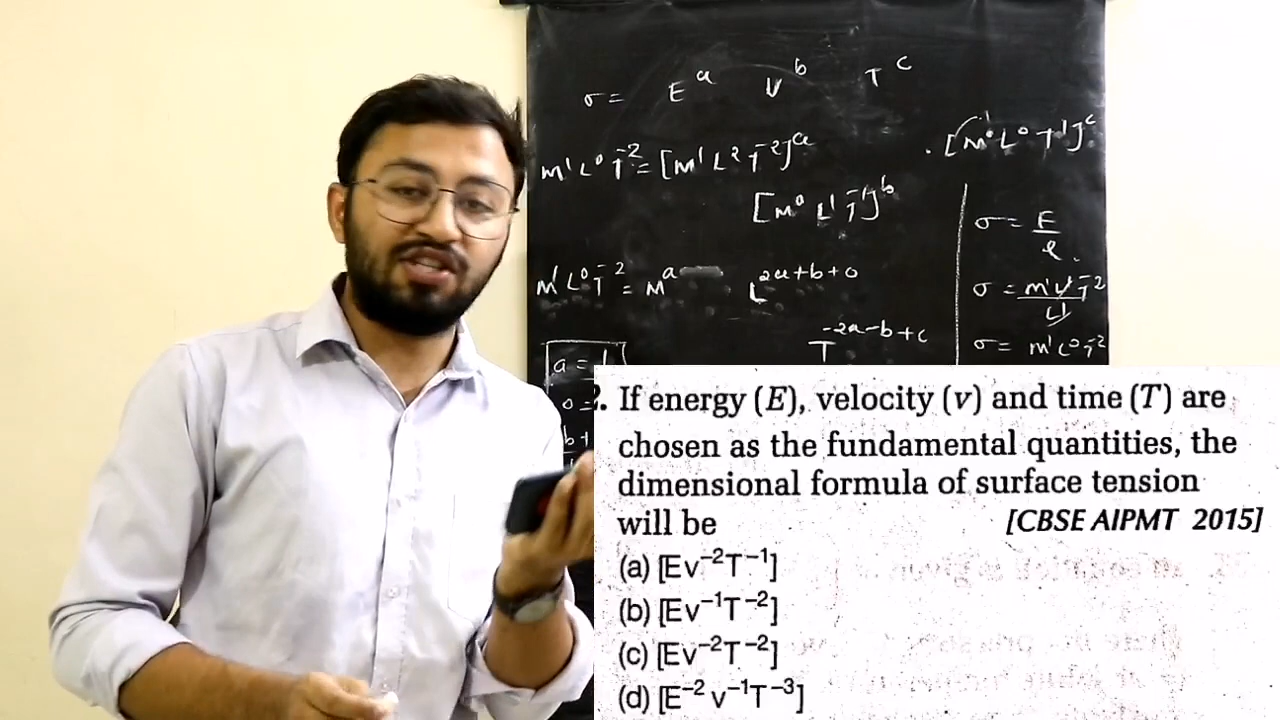 σ = E^a V^b T^c
M¹L⁰T⁻² = [M¹L²T⁻²]^a
[M⁰L¹T⁻¹]^b
. [M⁰L⁰T¹]^c
M¹L⁰T⁻² = M^a L^2a+b+0
T^-2a-b+c
a = 1
0 =
b+
σ = F/l
σ = M¹L¹T⁻²/L¹
σ = M¹L⁰T⁻²
2. If energy (E), velocity (v) and time (T) are
chosen as the fundamental quantities, the
dimensional formula of surface tension
will be [CBSE AIPMT 2015]
(a) [Ev⁻²T⁻¹]
(b) [Ev⁻¹T⁻²]
(c) [Ev⁻²T⁻²]
(d) [E⁻²v⁻¹T⁻³]